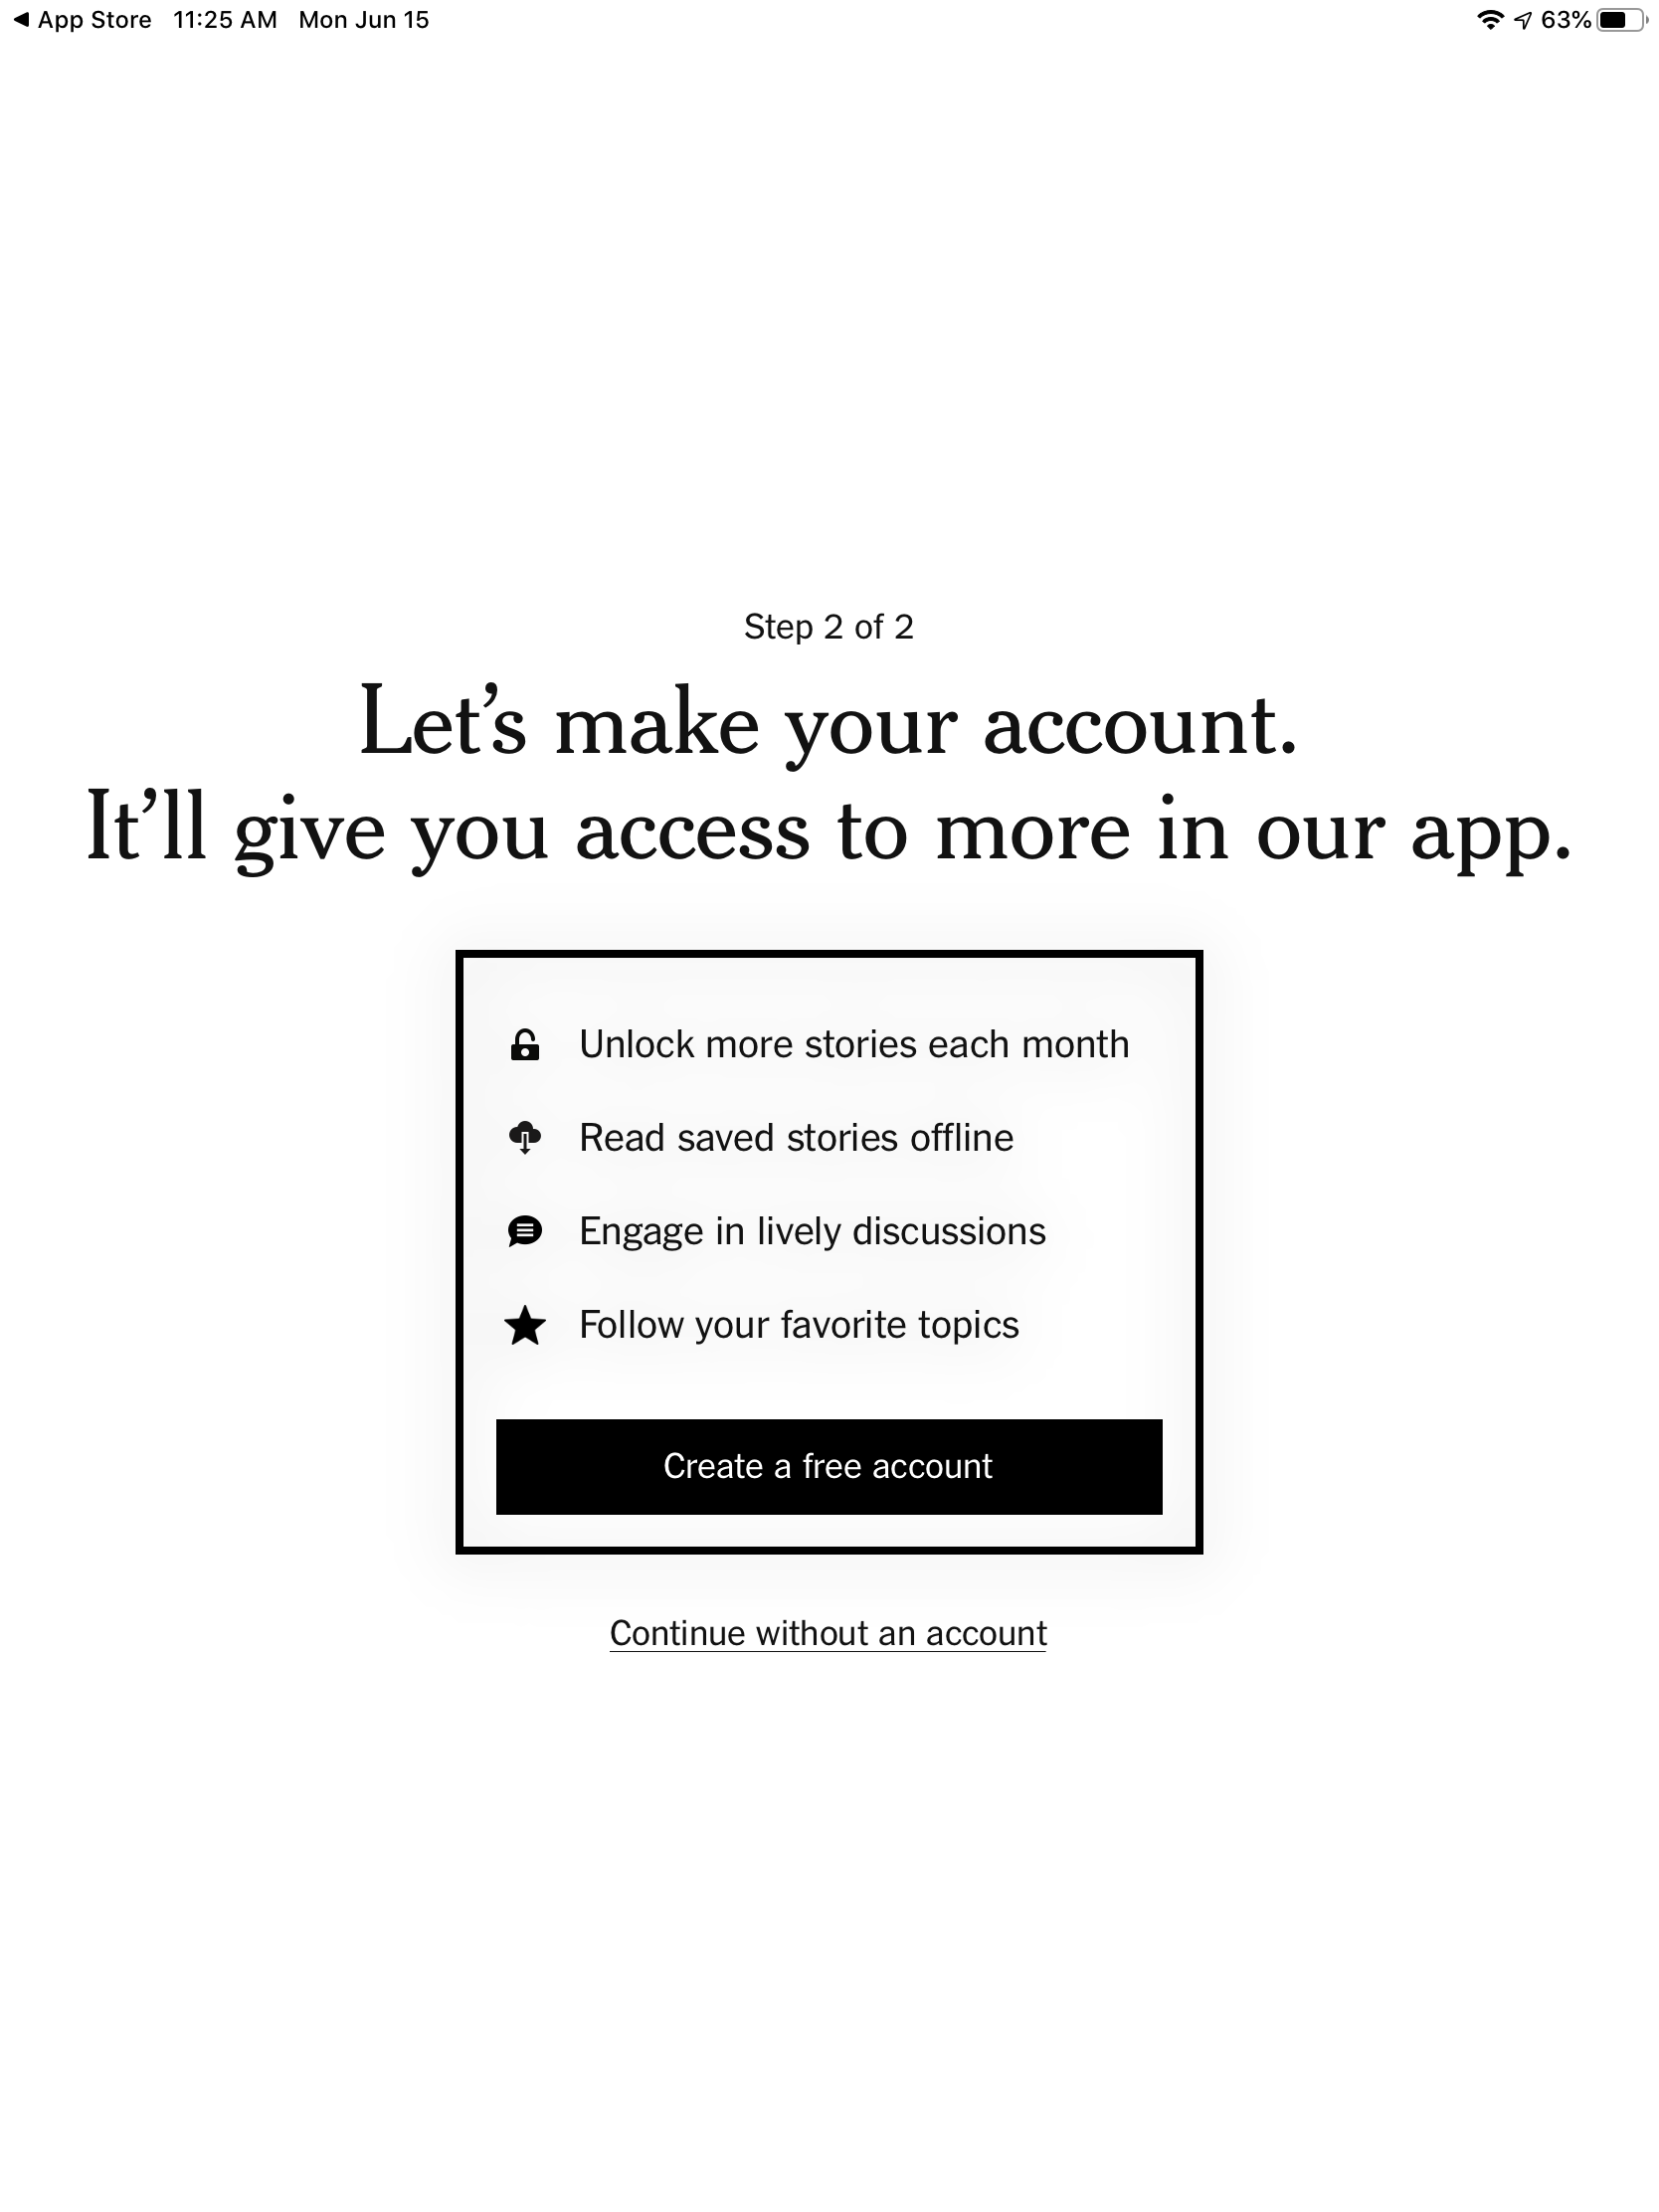 App Store 11:25 AM Mon Jun 15 63%
Step 2 of 2
Let’s make your account.
It’ll give you access to more in our app.
Unlock more stories each month
Read saved stories offline
Engage in lively discussions
Follow your favorite topics
Create a free account
Continue without an account